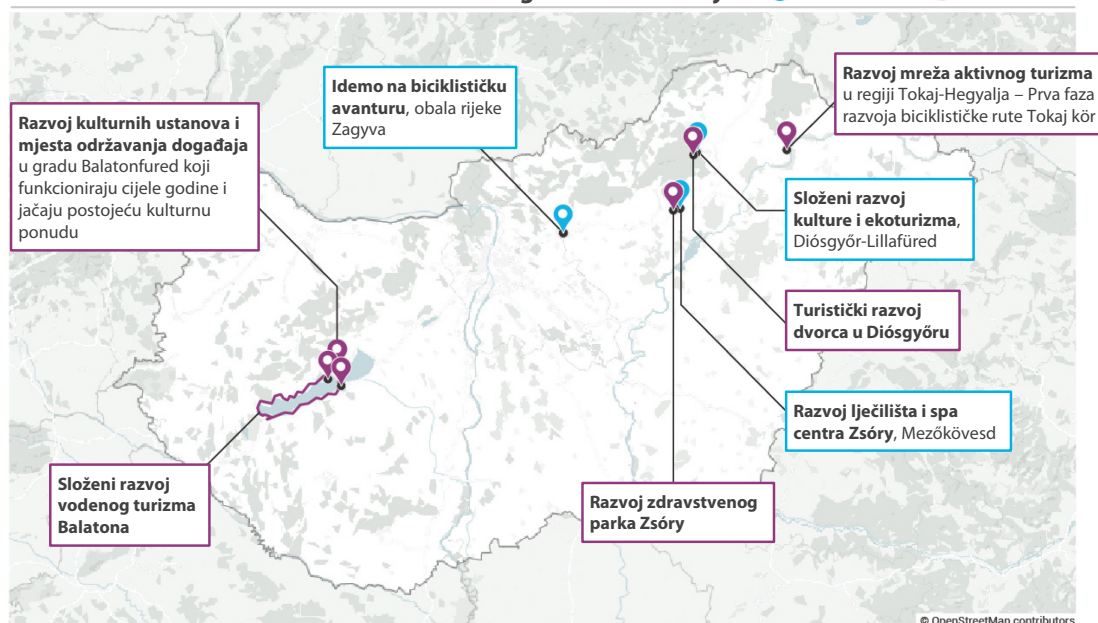 Idemo na biciklističku
avanturu, obala rijeke
Zagyva
Razvoj mreža aktivnog turizma
u regiji Tokaj-Hegyalja – Prva faza
razvoja biciklističke rute Tokaj kör
Razvoj kulturnih ustanova i
mjesta održavanja događaja
u gradu Balatonfured koji
funkcioniraju cijele godine i
jačaju postojeću kulturnu
ponudu
Složeni razvoj
kulture i ekoturizma,
Diósgyőr-Lillafüred
Turistički razvoj
dvorca u Diósgyőru
Razvoj lječilišta i spa
centra Zsóry, Mezőkövesd
Složeni razvoj
vodenog turizma
Balatona
Razvoj zdravstvenog
parka Zsóry
© OpenStreetMap contributors